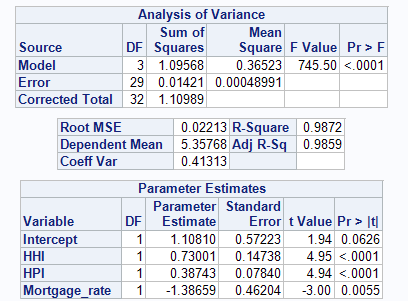 Analysis of Variance
Source DF Sum of Squares Mean Square F Value Pr > F
Model 3 1.09568 0.36523 745.50 <.0001
Error 29 0.01421 0.00048991
Corrected Total 32 1.10989
Root MSE 0.02213 R-Square 0.9872
Dependent Mean 5.35768 Adj R-Sq 0.9859
Coeff Var 0.41313
Parameter Estimates
Variable DF Parameter Estimate Standard Error t Value Pr > |t|
Intercept 1 1.10810 0.57223 1.94 0.0626
HHI 1 0.73001 0.14738 4.95 <.0001
HPI 1 0.38743 0.07840 4.94 <.0001
Mortgage_rate 1 -1.38659 0.46204 -3.00 0.0055